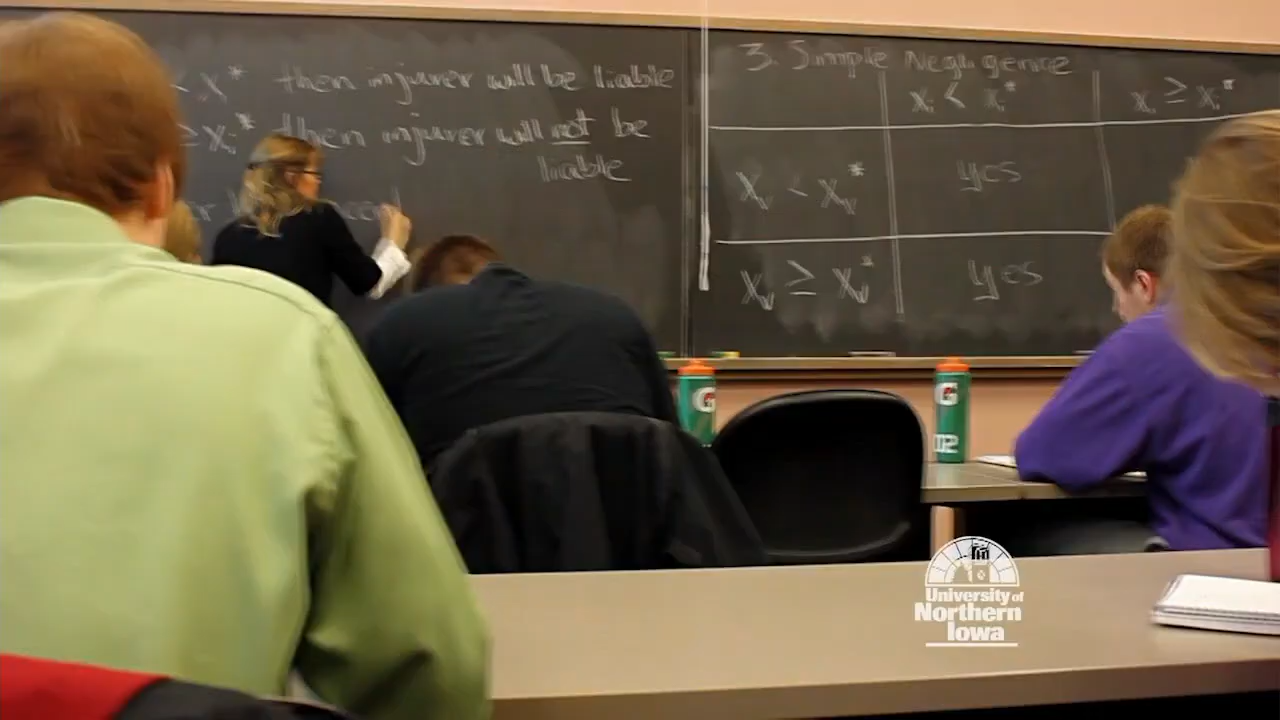 < x* then injurer will be liable
≥ xi* then injurer will not be
liable
3. Simple Negligence
xi < xi*
xi ≥ xi*
xv < xv*
yes
xv ≥ xv*
yes
G
G
02
University of
Northern
Iowa